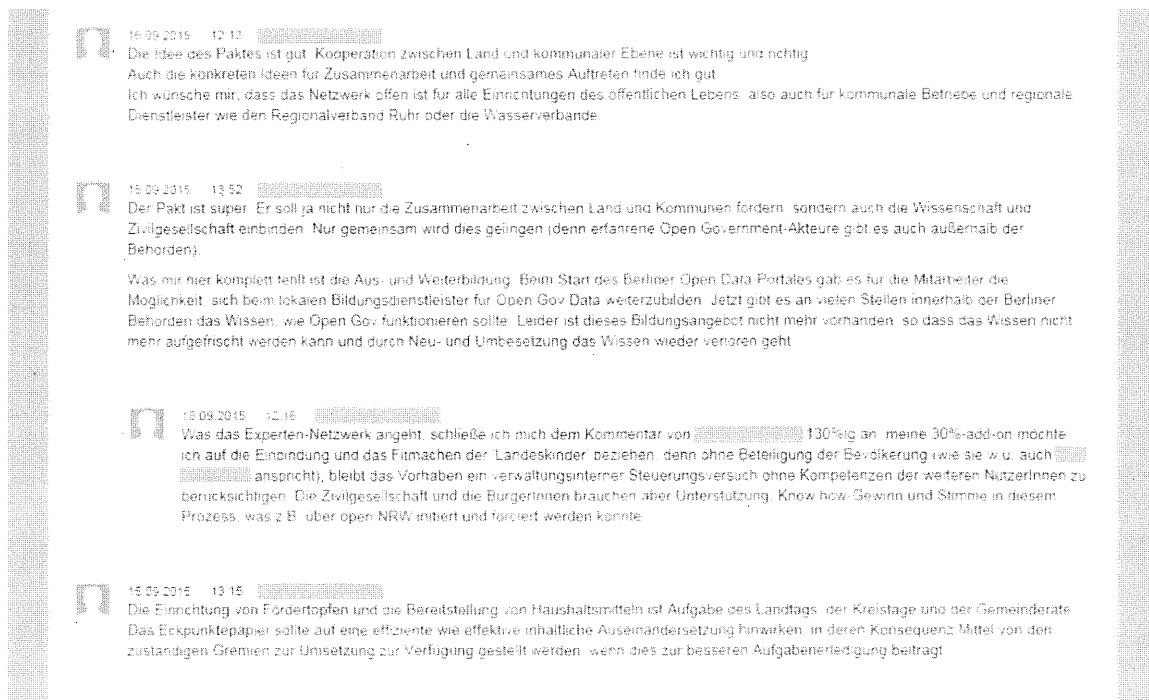 16.09.2015 12:13
Die Idee des Paktes ist gut. Kooperation zwischen Land und kommunaler Ebene ist wichtig und richtig.
Auch die konkreten Ideen für Zusammenarbeit und gemeinsames Auftreten finde ich gut.
Ich wünsche mir, dass das Netzwerk offen ist für alle Einrichtungen des öffentlichen Lebens, also auch für kommunale Betriebe und regionale
Dienstleister wie den Regionalverband Ruhr oder die Wasserverbände.
13:52
Der Pakt ist super. Er soll ja nicht nur die Zusammenarbeit zwischen Land und Kommunen fördern, sondern auch die Wissenschaft und
Zivilgesellschaft einbinden. Nur gemeinsam wird dies gelingen (denn erfahrene Open Government-Akteure gibt es auch außerhalb der
Behörden).
Was mir hier komplett fehlt ist die Aus- und Weiterbildung. Beim Start des Berliner Open Data-Portales gab es für die Mitarbeiter die
Möglichkeit, sich beim lokalen Bildungsdienstleister für Open Gov Data weiterzubilden. Jetzt gibt es an vielen Stellen innerhalb der Berliner
Behörden das Wissen, wie Open Gov funktionieren sollte. Leider ist dieses Bildungsangebot nicht mehr vorhanden, so dass das Wissen nicht
mehr aufgefrischt werden kann und durch Neu- und Umbesetzung das Wissen wieder verloren geht.
12:16
Was das Experten-Netzwerk angeht, schließe ich mich dem Kommentar von 130%ig an, meine 30%-add-on möchte
ich auf die Einbindung und das Fitmachen der 'Landeskinder' beziehen, denn ohne Beteiligung der Bevölkerung (wie sie w.u. auch
anspricht), bleibt das Vorhaben ein verwaltungsinterner Steuerungsversuch ohne Kompetenzen der weiteren NutzerInnen zu
berücksichtigen. Die Zivilgesellschaft und die BürgerInnen brauchen aber Unterstützung, Know how-Gewinn und Stimme in diesem
Prozess, was z.B. über open NRW initiiert und forciert werden könnte.
13:15
Die Einrichtung von Fördertöpfen und die Bereitstellung von Haushaltsmitteln ist Aufgabe des Landtags, der Kreistage und der Gemeinderäte.
Das Eckpunktepapier sollte auf eine effiziente wie effektive inhaltliche Auseinandersetzung hinwirken, in deren Konsequenz Mittel von den
zuständigen Gremien zur Umsetzung zur Verfügung gestellt werden, wenn dies zur besseren Aufgabenerledigung beiträgt.